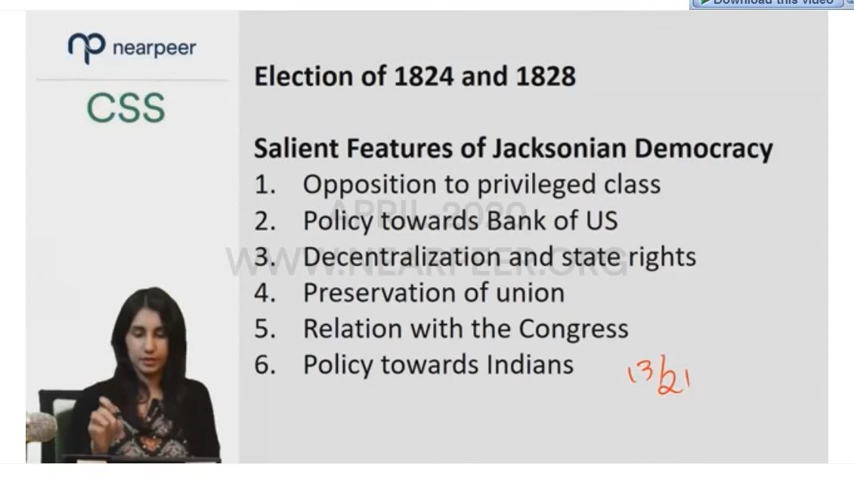 Download this video
nearpeer
CSS
Election of 1824 and 1828
Salient Features of Jacksonian Democracy
1. Opposition to privileged class
2. Policy towards Bank of US
3. Decentralization and state rights
4. Preservation of union
5. Relation with the Congress
6. Policy towards Indians
APRIL 2020
WWW.NEARPEER.ORG
13/21